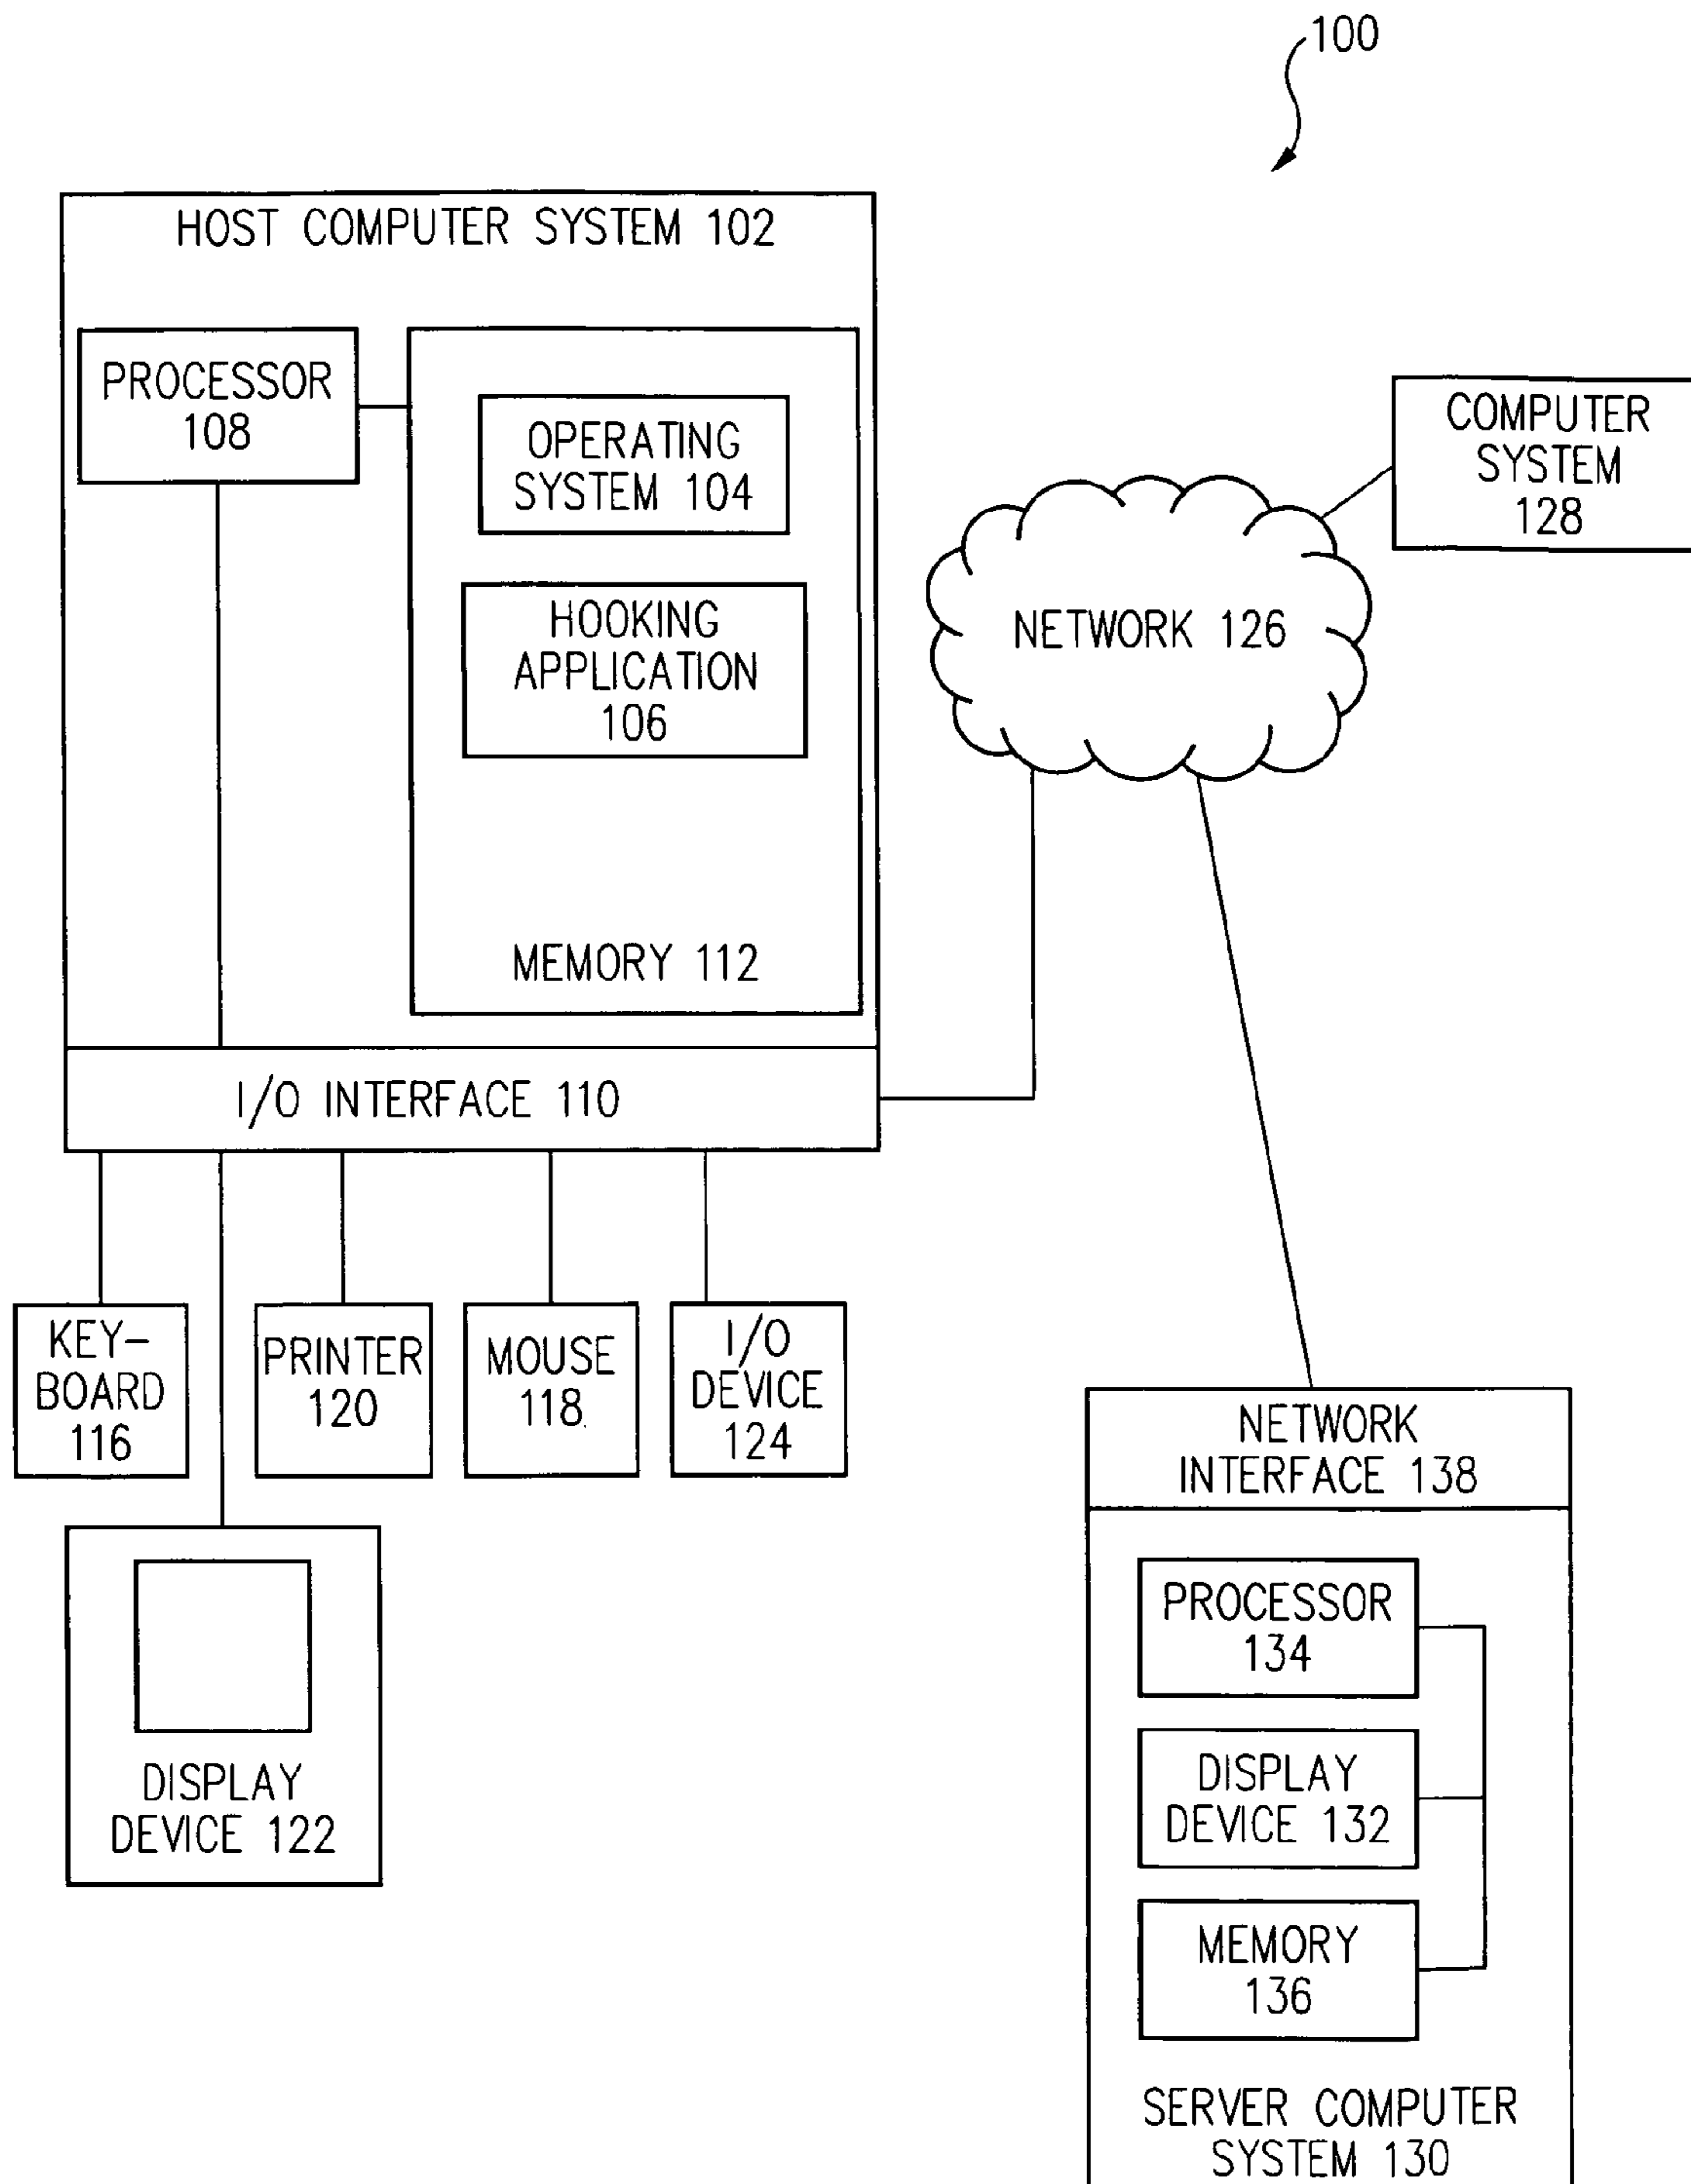 100
HOST COMPUTER SYSTEM 102
PROCESSOR
108
OPERATING
SYSTEM 104
HOOKING
APPLICATION
106
MEMORY 112
I/O INTERFACE 110
COMPUTER
SYSTEM
128
NETWORK 126
KEY-
BOARD
116
PRINTER
120
MOUSE
118
I/O
DEVICE
124
DISPLAY
DEVICE 122
NETWORK
INTERFACE 138
PROCESSOR
134
DISPLAY
DEVICE 132
MEMORY
136
SERVER COMPUTER
SYSTEM 130